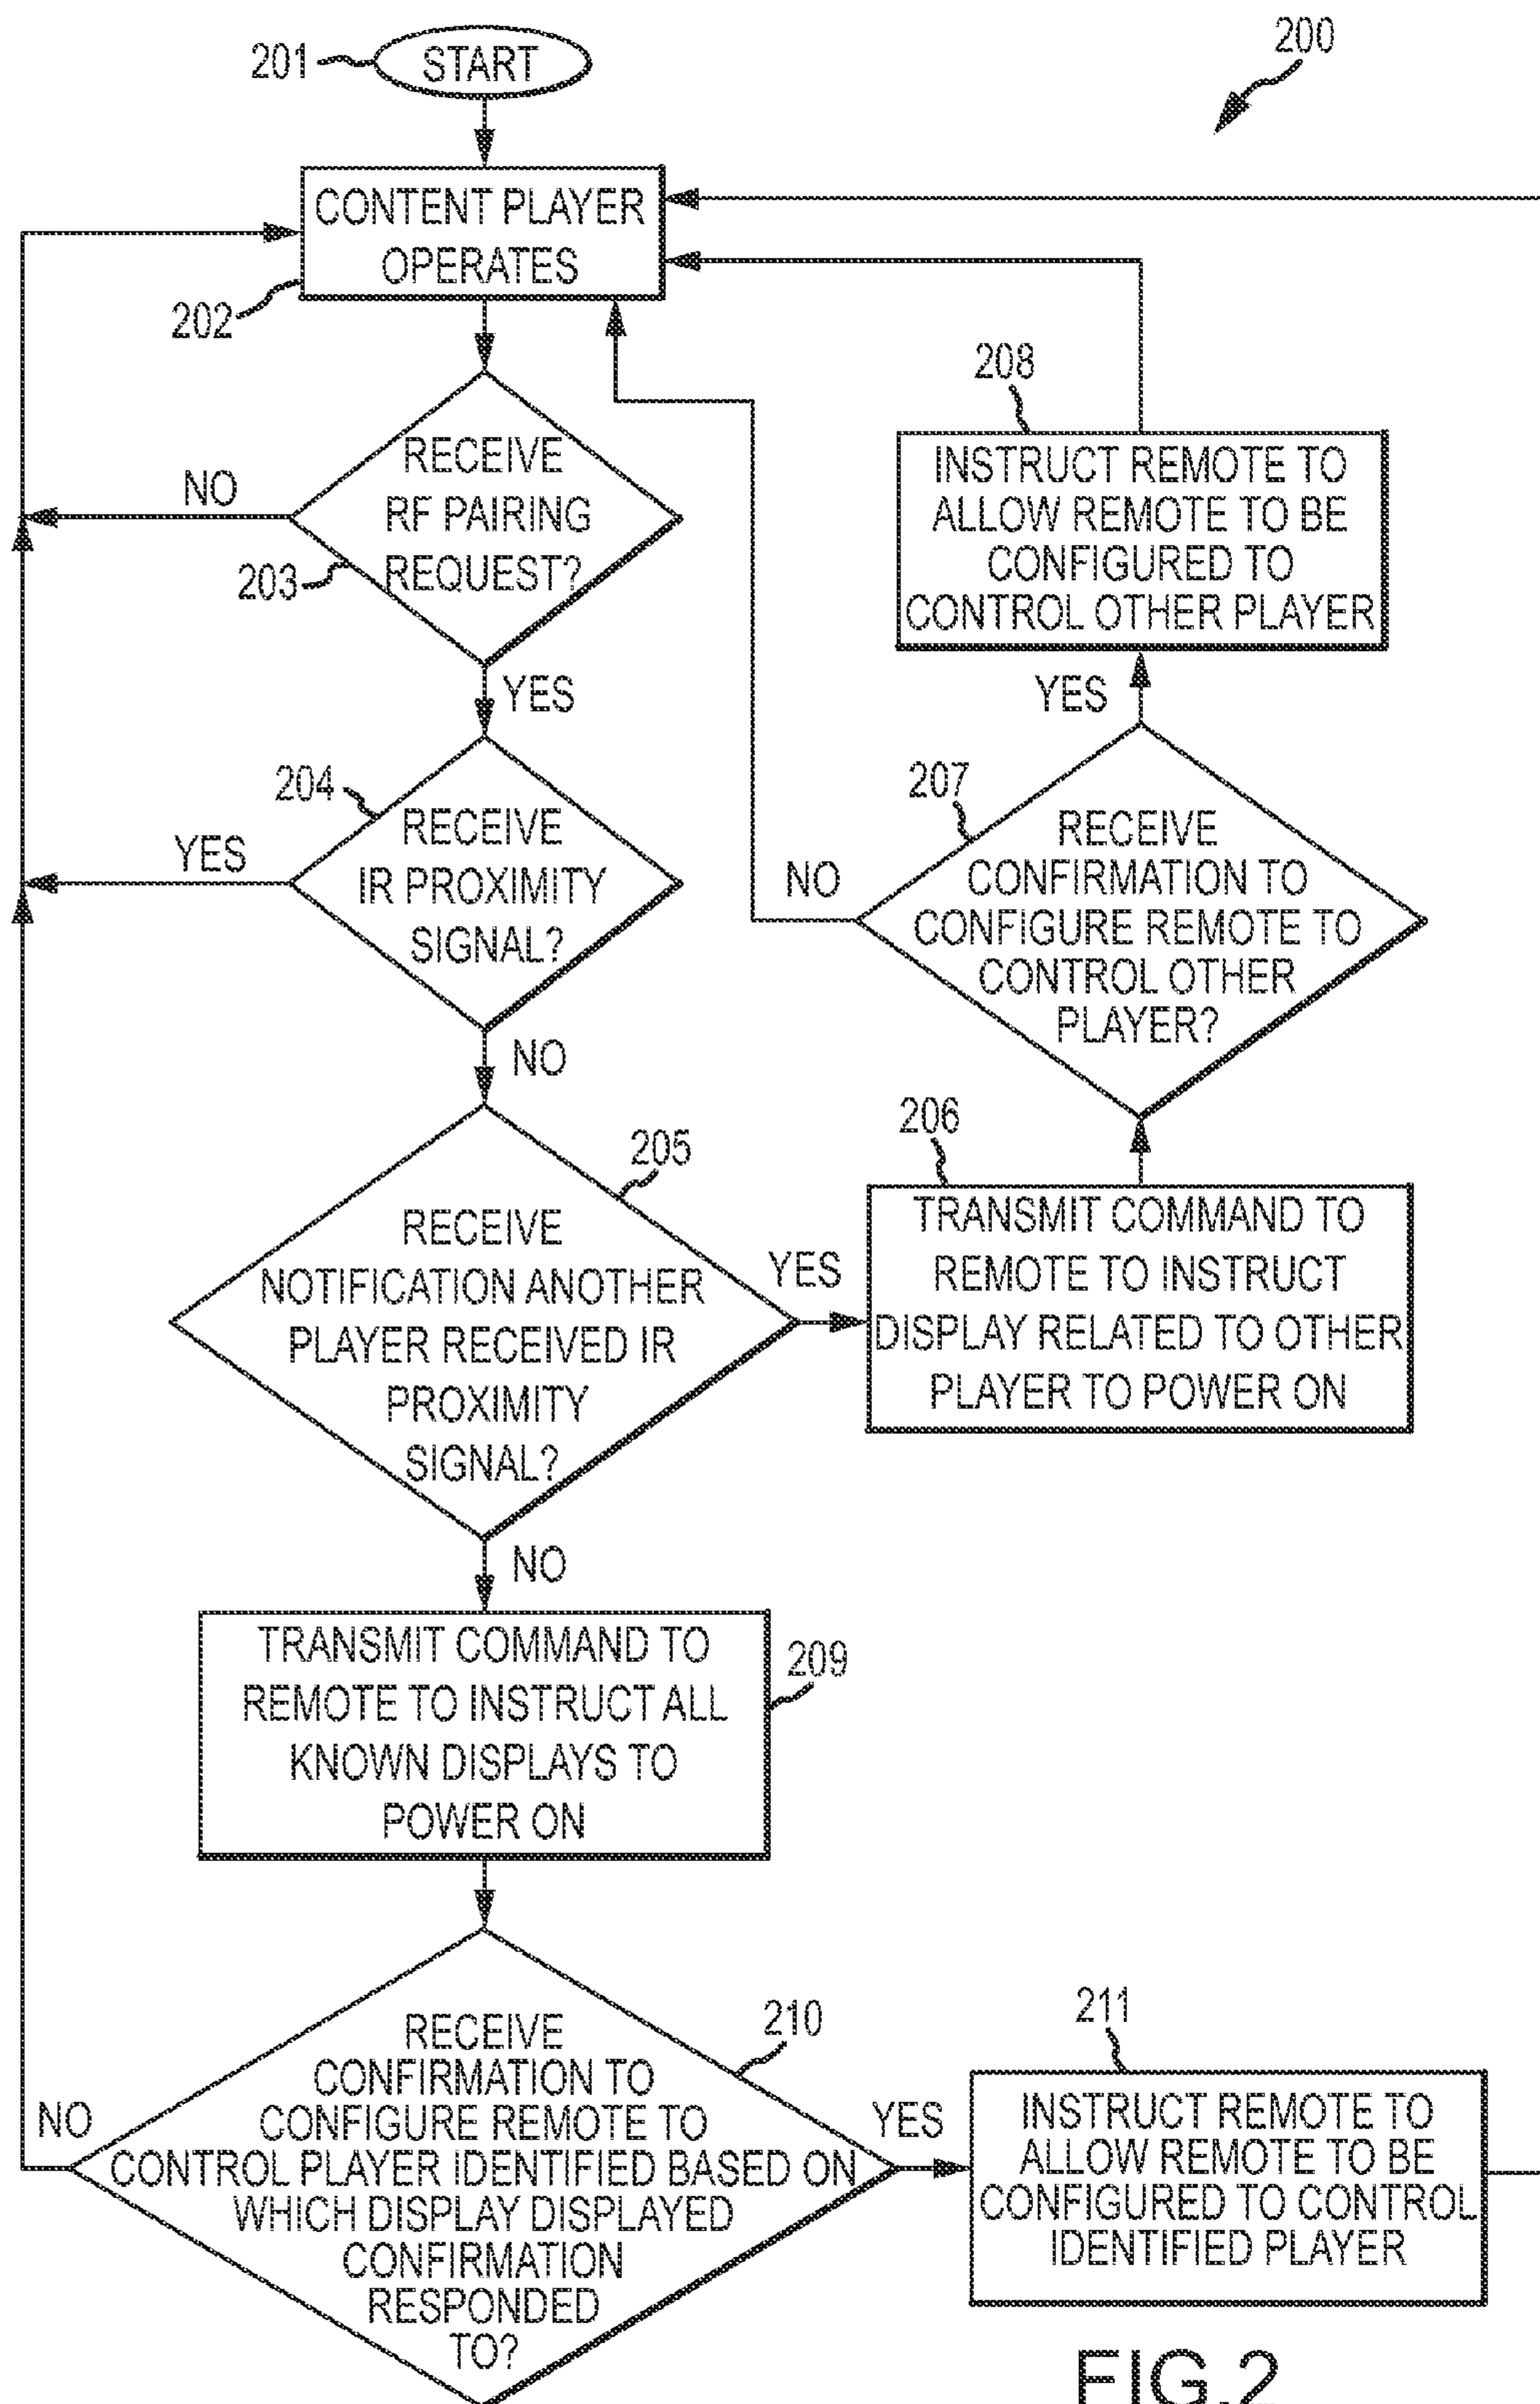 200
201
START
CONTENT PLAYER
OPERATES
202
RECEIVE
RF PAIRING
REQUEST?
203
NO
YES
204
RECEIVE
IR PROXIMITY
SIGNAL?
YES
NO
205
RECEIVE
NOTIFICATION ANOTHER
PLAYER RECEIVED IR
PROXIMITY
SIGNAL?
YES
NO
206
TRANSMIT COMMAND TO
REMOTE TO INSTRUCT
DISPLAY RELATED TO OTHER
PLAYER TO POWER ON
207
RECEIVE
CONFIRMATION TO
CONFIGURE REMOTE TO
CONTROL OTHER
PLAYER?
NO
YES
208
INSTRUCT REMOTE TO
ALLOW REMOTE TO BE
CONFIGURED TO
CONTROL OTHER PLAYER
209
TRANSMIT COMMAND TO
REMOTE TO INSTRUCT ALL
KNOWN DISPLAYS TO
POWER ON
210
RECEIVE
CONFIRMATION TO
CONFIGURE REMOTE TO
CONTROL PLAYER IDENTIFIED BASED ON
WHICH DISPLAY DISPLAYED
CONFIRMATION
RESPONDED
TO?
NO
YES
211
INSTRUCT REMOTE TO
ALLOW REMOTE TO BE
CONFIGURED TO CONTROL
IDENTIFIED PLAYER
FIG.2